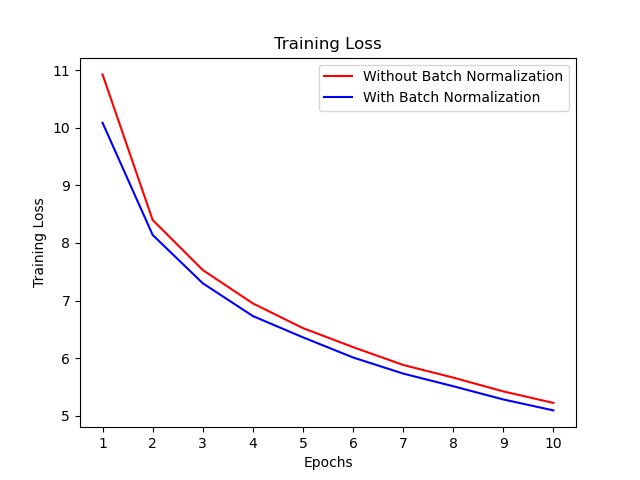 Training Loss
Without Batch Normalization
With Batch Normalization
11
10
9
8
7
6
5
Training Loss
1 2 3 4 5 6 7 8 9 10
Epochs